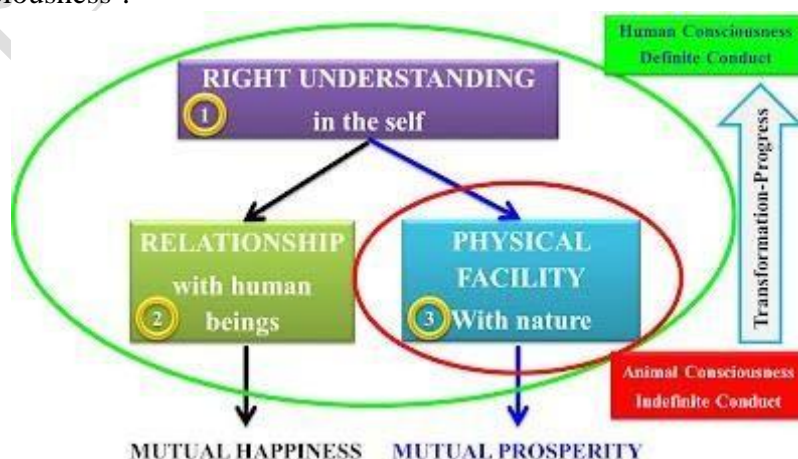 Human Consciousness
Definite Conduct
RIGHT UNDERSTANDING
1
in the self
Transformation-Progress
RELATIONSHIP
with human
2
beings
PHYSICAL
FACILITY
3
With nature
Animal Consciousness
Indefinite Conduct
MUTUAL HAPPINESS
MUTUAL PROSPERITY